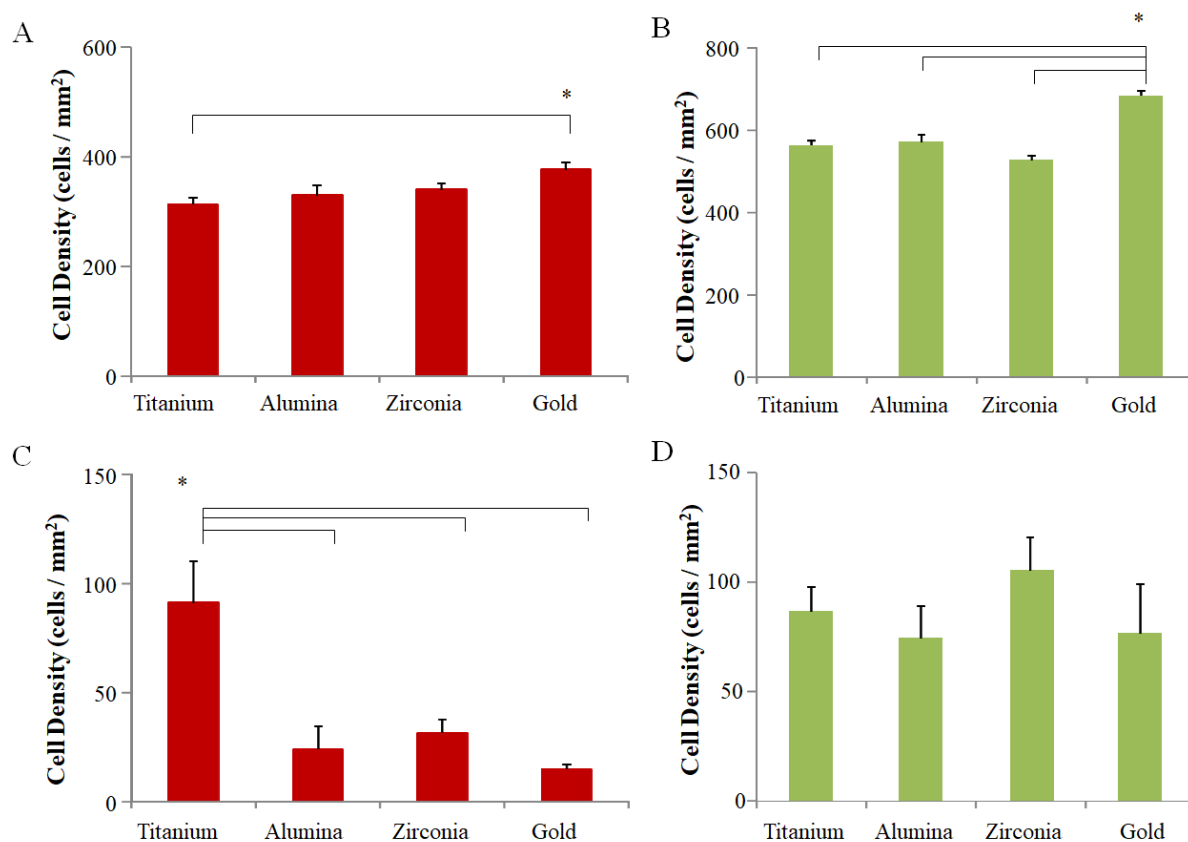 A
Cell Density (cells / mm²)
600
400
200
0
*
Titanium Alumina Zirconia Gold
B
Cell Density (cells / mm²)
800
600
400
200
0
*
Titanium Alumina Zirconia Gold
C
Cell Density (cells / mm²)
150
100
50
0
*
Titanium Alumina Zirconia Gold
D
Cell Density (cells / mm²)
150
100
50
0
Titanium Alumina Zirconia Gold